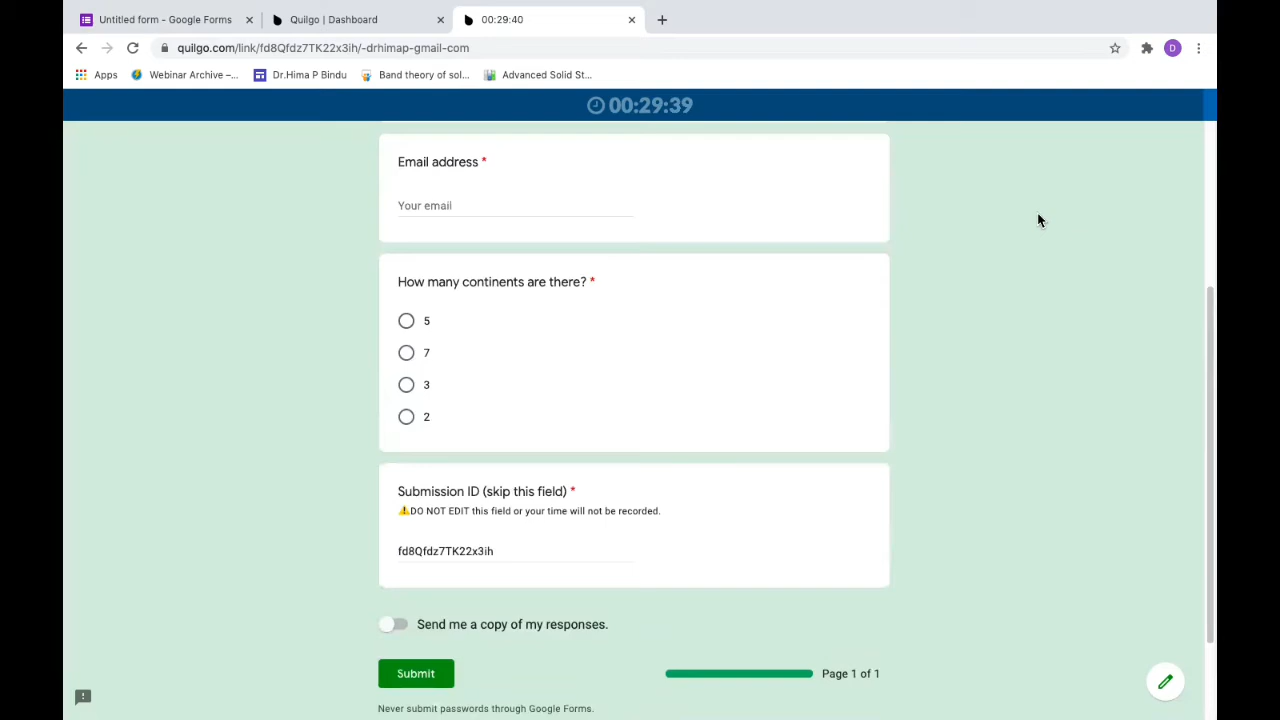 Untitled form - Google Forms
Quilgo | Dashboard
00:29:40
quilgo.com/link/fd8Qfdz7TK22x3ih/-drhimap-gmail-com
D
Apps
Webinar Archive –...
Dr.Hima P Bindu
Band theory of sol...
Advanced Solid St...
00:29:39
Email address *
Your email
How many continents are there? *
5
7
3
2
Submission ID (skip this field) *
DO NOT EDIT this field or your time will not be recorded.
fd8Qfdz7TK22x3ih
Send me a copy of my responses.
Submit
Page 1 of 1
Never submit passwords through Google Forms.